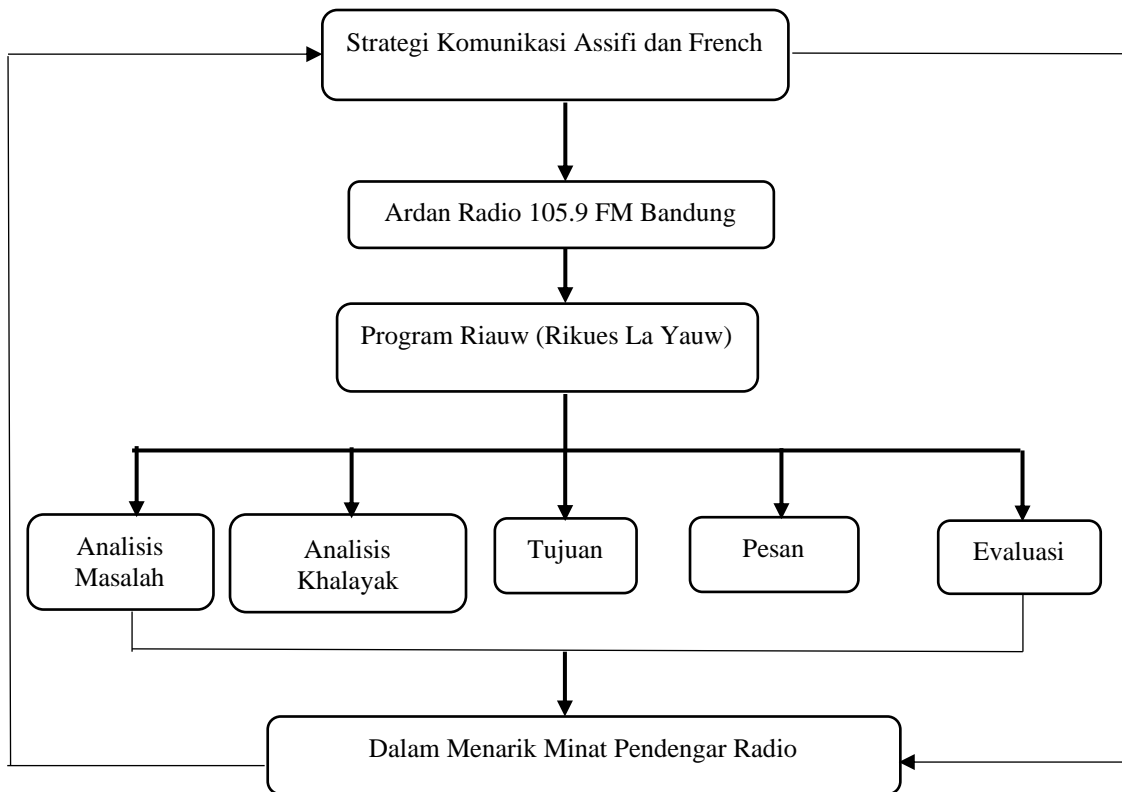 Strategi Komunikasi Assifi dan French
Ardan Radio 105.9 FM Bandung
Program Riauw (Rikues La Yauw)
Analisis
Masalah
Analisis
Khalayak
Tujuan
Pesan
Evaluasi
Dalam Menarik Minat Pendengar Radio